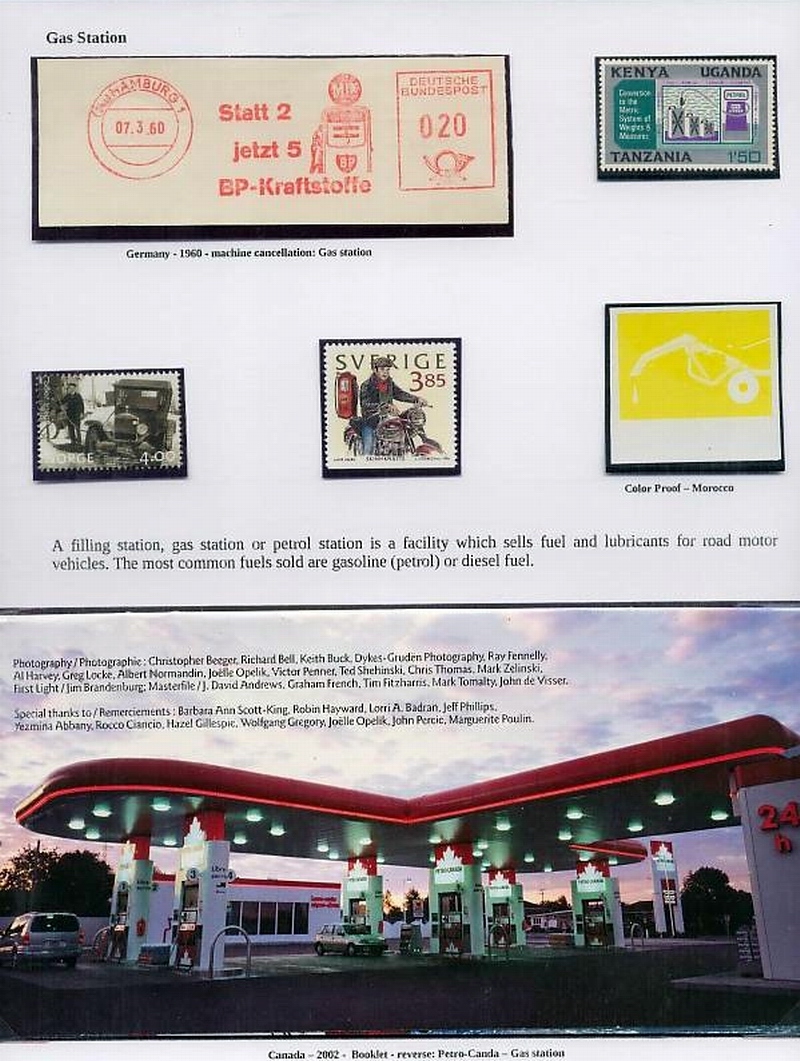 Gas Station
HAMBURG 1
07.3.60
Statt 2
jetzt 5
BP-Kraftstoffe
MIX
BP
DEUTSCHE
BUNDESPOST
020
KENYA UGANDA
Conversion
to the
Metric
System of
Weights &
Measures
PETROL
TANZANIA 1'50
Germany - 1960 - machine cancellation: Gas station
NORGE 4.00
SVERIGE
385
Color Proof – Morocco
A filling station, gas station or petrol station is a facility which sells fuel and lubricants for road motor
vehicles. The most common fuels sold are gasoline (petrol) or diesel fuel.
Photography / Photographie : Christopher Beeger, Richard Bell, Keith Buck, Dykes-Gruden Photography, Ray Fennelly,
Al Harvey, Greg Locke, Albert Normandin, Joëlle Opelik, Victor Penner, Ted Shehinski, Chris Thomas, Mark Zelinski,
First Light / Jim Brandenburg; Masterfile / J. David Andrews, Graham French, Tim Fitzharris, Mark Tomalty, John de Visser.
Special thanks to / Remerciements : Barbara Ann Scott-King, Robin Hayward, Lorri A. Badran, Jeff Phillips,
Yezmina Abbany, Rocco Ciancio, Hazel Gillespie, Wolfgang Gregory, Joëlle Opelik, John Percic, Marguerite Poulin.
24
h
3
4
PETRO-CANADA
Canada – 2002 - Booklet - reverse: Petro-Canda – Gas station